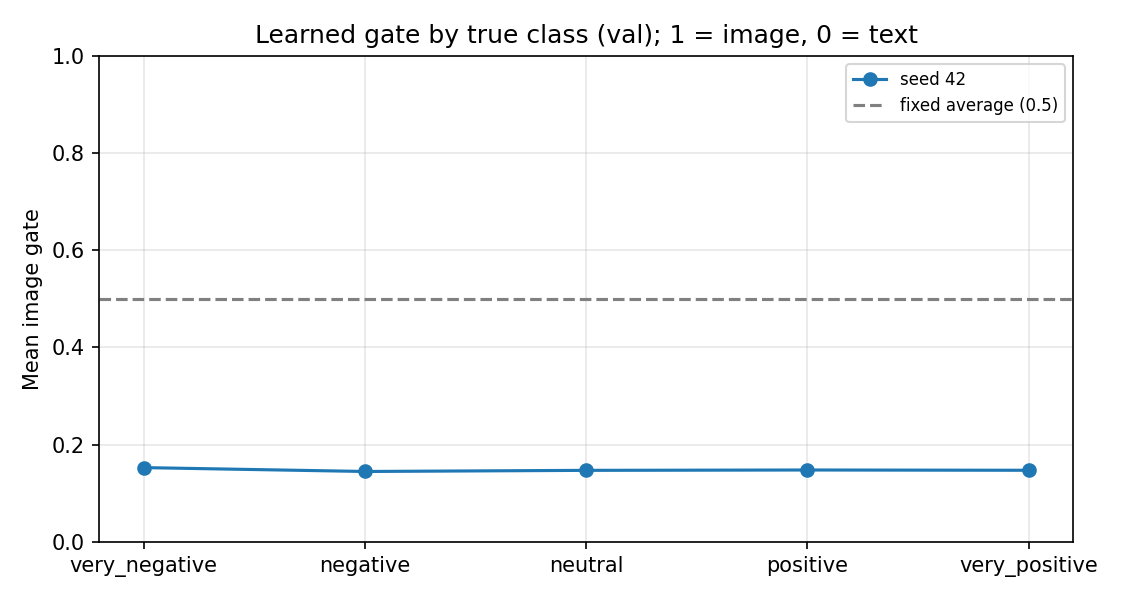 Learned gate by true class (val); 1 = image, 0 = text
seed 42
fixed average (0.5)
Mean image gate
1.0
0.8
0.6
0.4
0.2
0.0
very_negative
negative
neutral
positive
very_positive